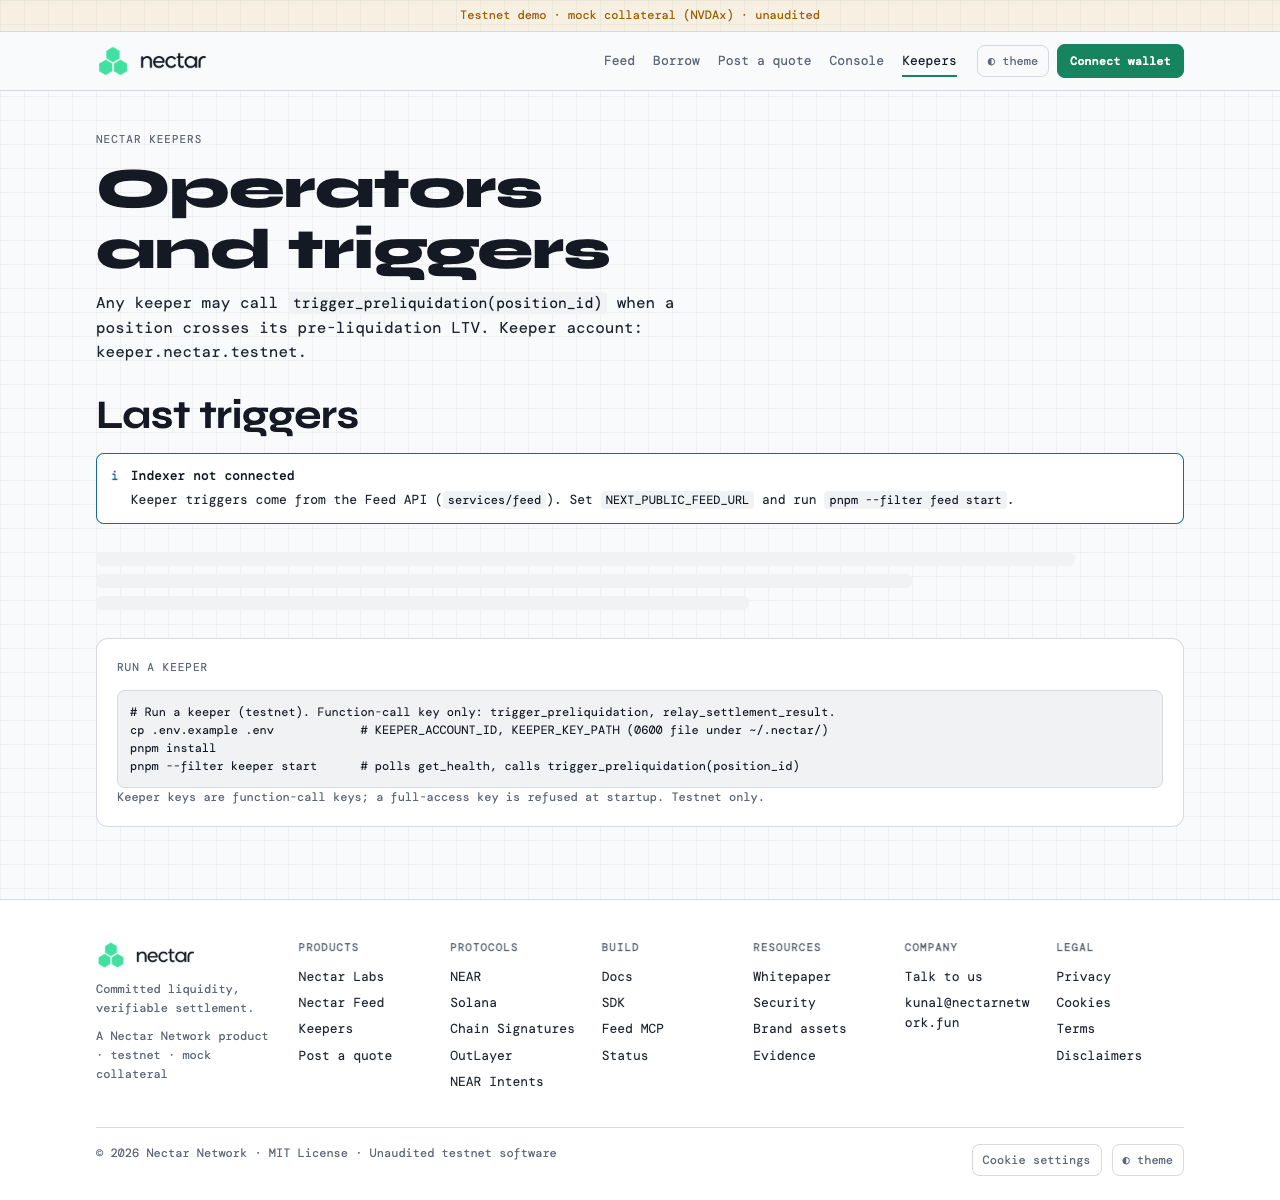 Testnet demo · mock collateral (NVDAx) · unaudited
nectar
Feed Borrow Post a quote Console Keepers ◐ theme Connect wallet
NECTAR KEEPERS
Operators
and triggers
Any keeper may call trigger_preliquidation(position_id) when a
position crosses its pre-liquidation LTV. Keeper account:
keeper.nectar.testnet.
Last triggers
i Indexer not connected
Keeper triggers come from the Feed API ( services/feed ). Set NEXT_PUBLIC_FEED_URL and run pnpm --filter feed start .
RUN A KEEPER
# Run a keeper (testnet). Function-call key only: trigger_preliquidation, relay_settlement_result.
cp .env.example .env # KEEPER_ACCOUNT_ID, KEEPER_KEY_PATH (0600 file under ~/.nectar/)
pnpm install
pnpm --filter keeper start # polls get_health, calls trigger_preliquidation(position_id)
Keeper keys are function-call keys; a full-access key is refused at startup. Testnet only.
nectar
Committed liquidity,
verifiable settlement.
A Nectar Network product
· testnet · mock
collateral
PRODUCTS
Nectar Labs
Nectar Feed
Keepers
Post a quote
PROTOCOLS
NEAR
Solana
Chain Signatures
OutLayer
NEAR Intents
BUILD
Docs
SDK
Feed MCP
Status
RESOURCES
Whitepaper
Security
Brand assets
Evidence
COMPANY
Talk to us
kunal@nectarnetw
ork.fun
LEGAL
Privacy
Cookies
Terms
Disclaimers
© 2026 Nectar Network · MIT License · Unaudited testnet software
Cookie settings ◐ theme